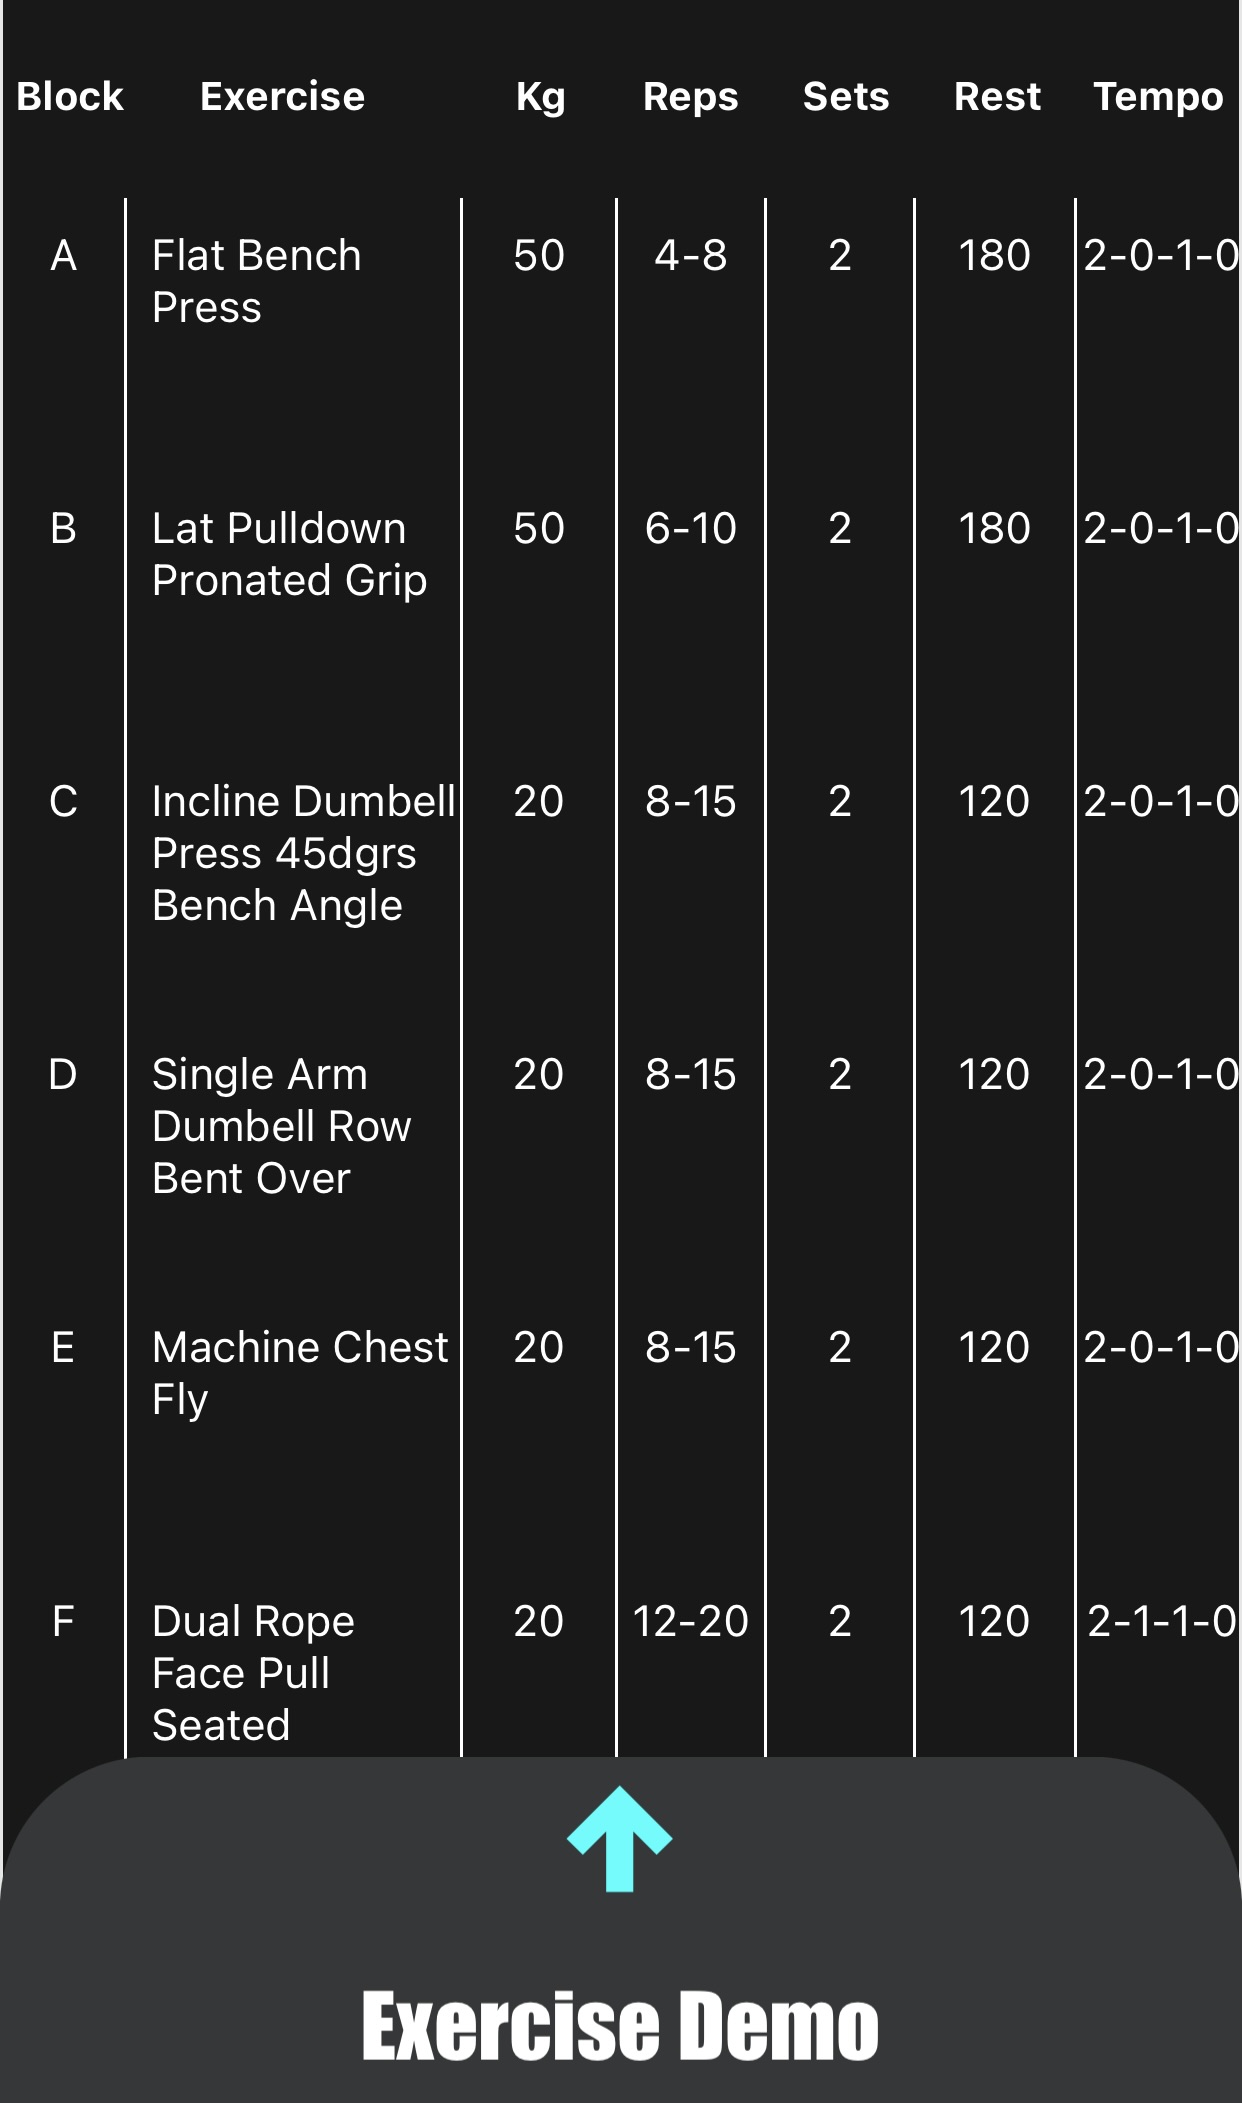 Block Exercise Kg Reps Sets Rest Tempo
A Flat Bench 50 4-8 2 180 2-0-1-0
Press
B Lat Pulldown 50 6-10 2 180 2-0-1-0
Pronated Grip
C Incline Dumbell 20 8-15 2 120 2-0-1-0
Press 45dgrs
Bench Angle
D Single Arm 20 8-15 2 120 2-0-1-0
Dumbell Row
Bent Over
E Machine Chest 20 8-15 2 120 2-0-1-0
Fly
F Dual Rope 20 12-20 2 120 2-1-1-0
Face Pull
Seated
Exercise Demo